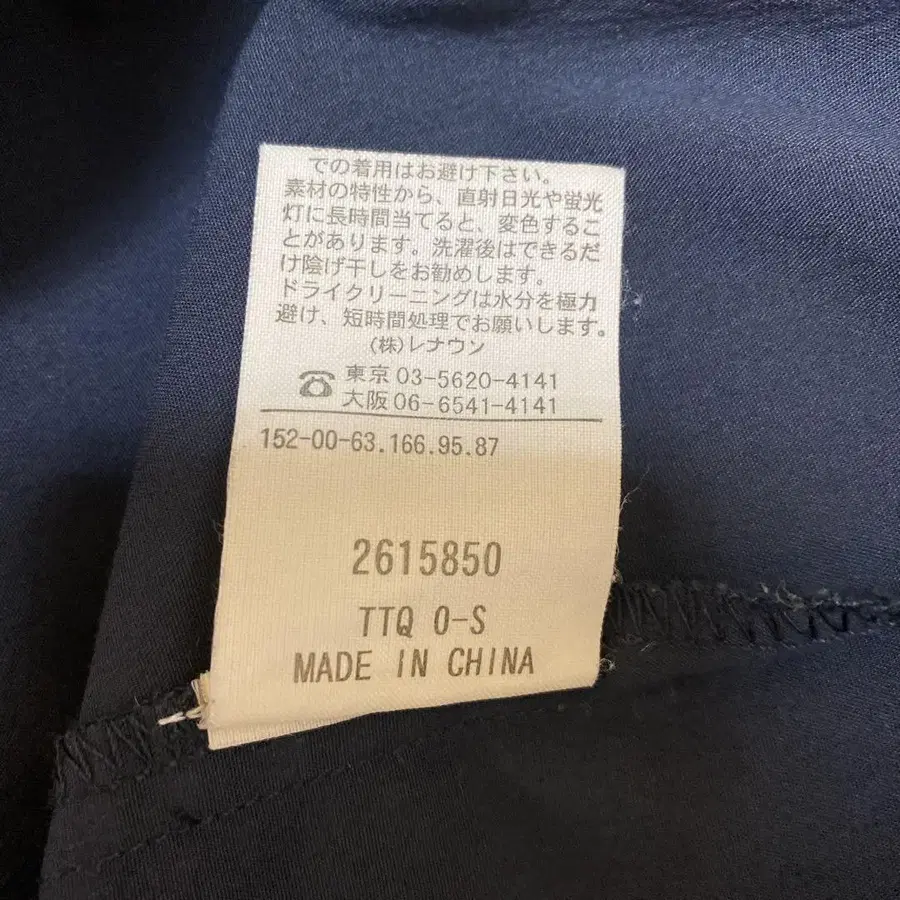 での着用はお避け下さい。
素材の特性から、直射日光や蛍光
灯に長時間当てると、変色するこ
とがあります。洗濯後はできるだ
け陰げ干しをお勧めします。
ドライクリーニングは水分を極力
避け、短時間処理でお願いします。
(株)レナウン
☎ 東京 03-5620-4141
大阪 06-6541-4141
152-00-63.166.95.87
2615850
TTQ 0-S
MADE IN CHINA